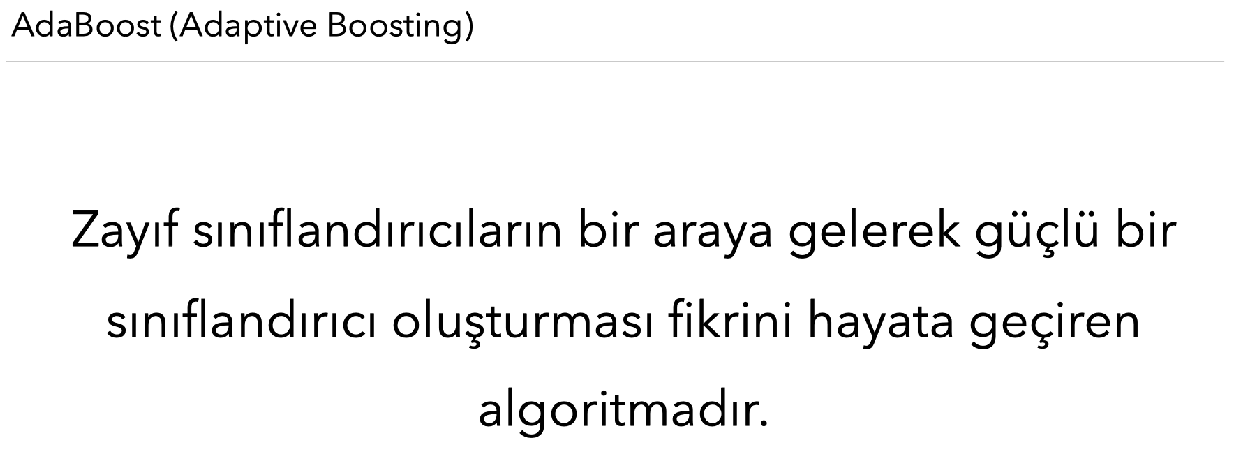 AdaBoost (Adaptive Boosting)
Zayıf sınıflandırıcıların bir araya gelerek güçlü bir
sınıflandırıcı oluşturması fikrini hayata geçiren
algoritmadır.